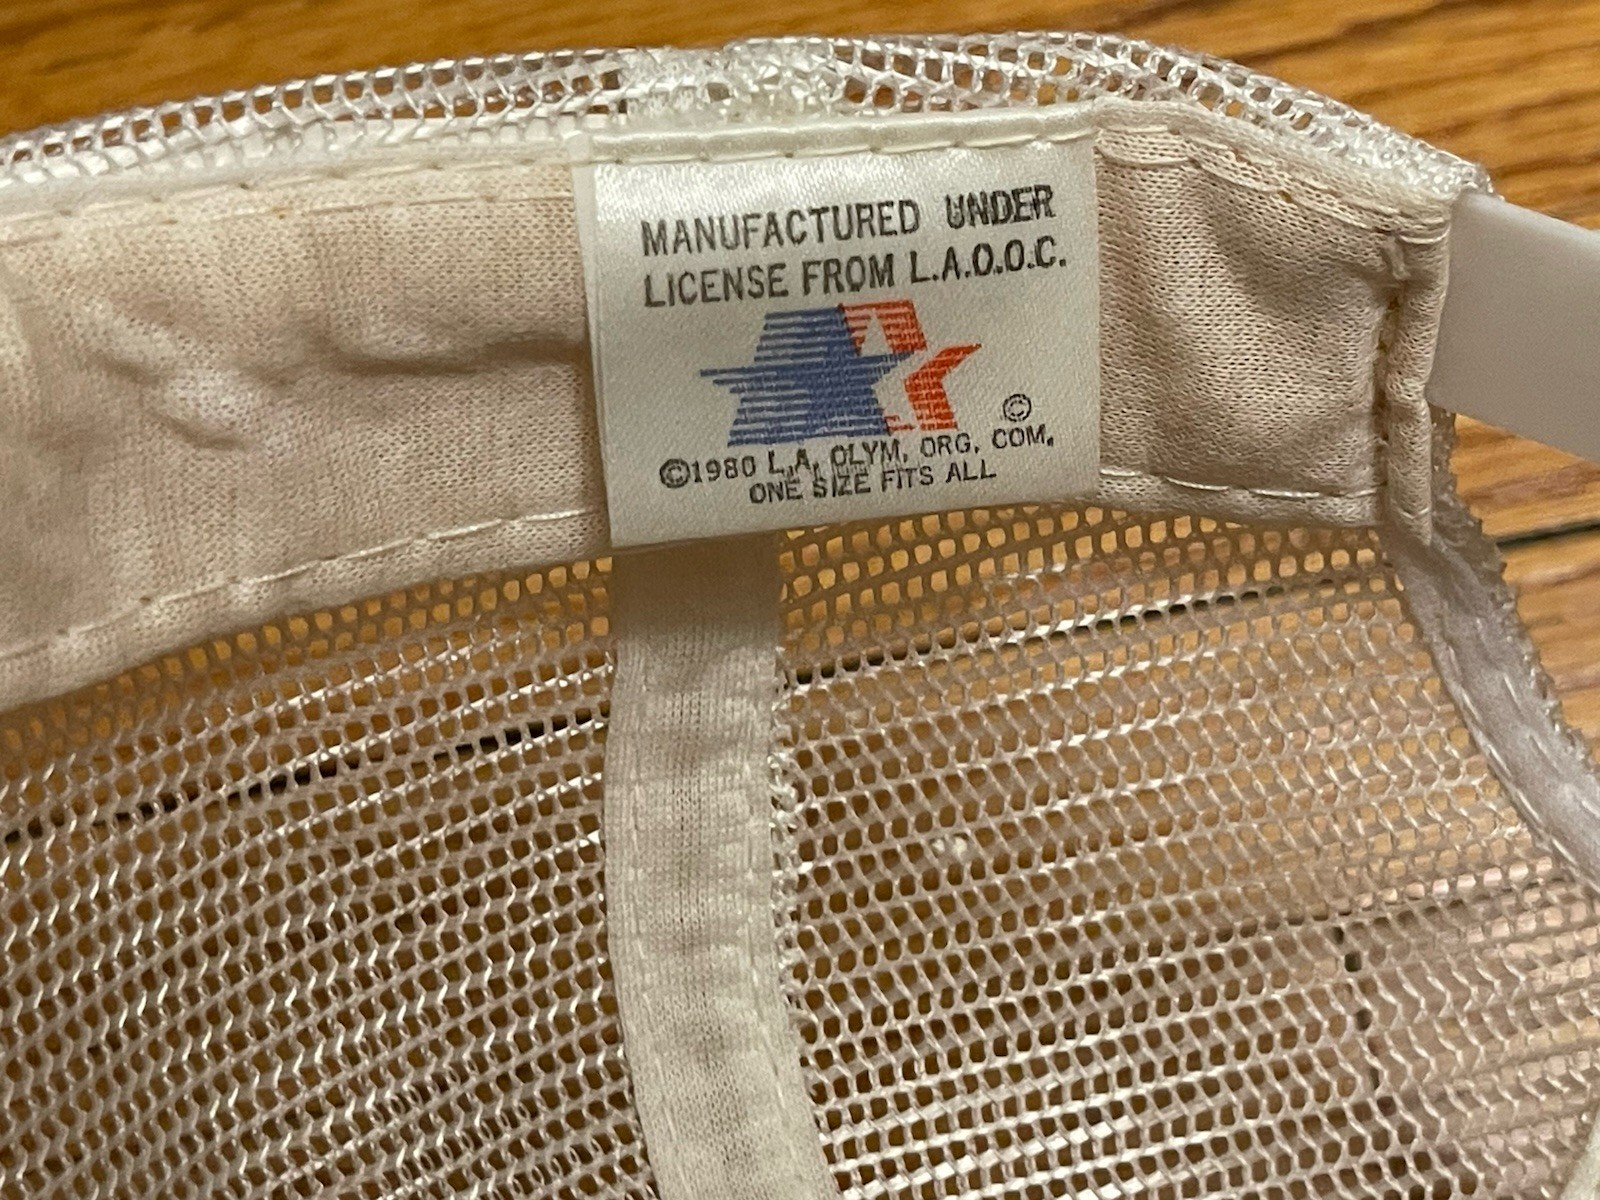 MANUFACTURED UNDER
LICENSE FROM L.A.O.O.C.
©
©1980 L.A. OLYM. ORG. COM.
ONE SIZE FITS ALL